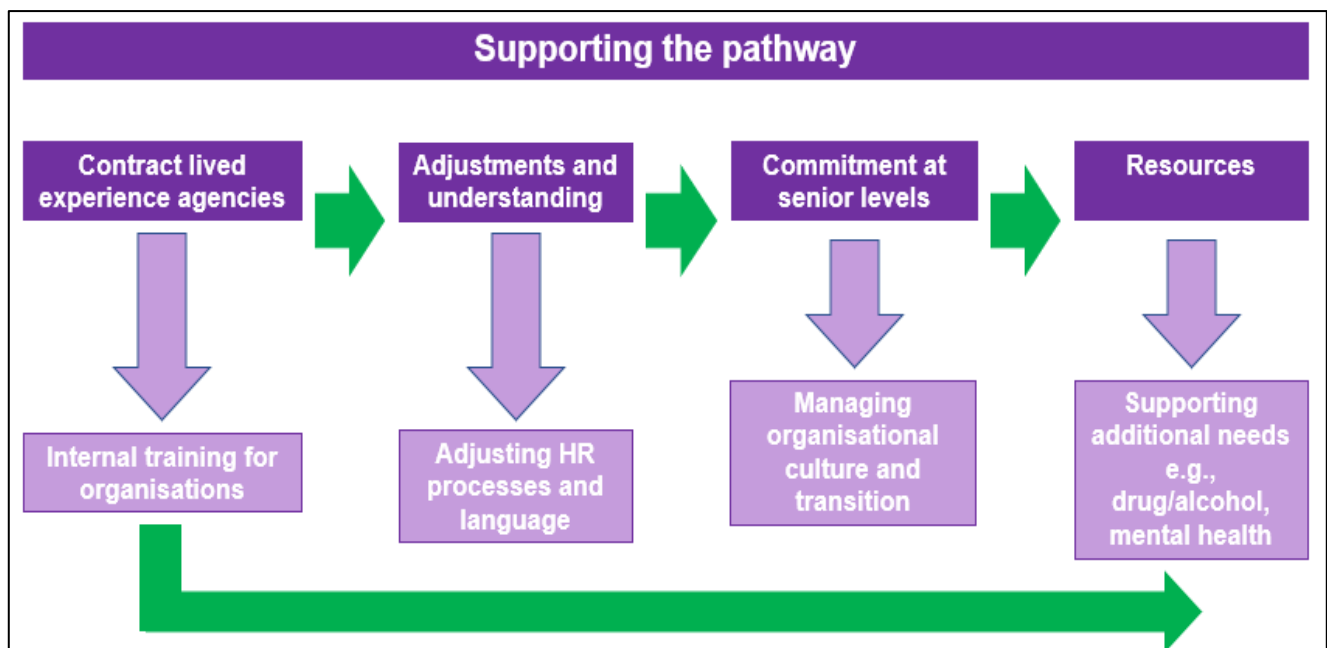 Supporting the pathway
Contract lived
experience agencies
Adjustments and
understanding
Commitment at
senior levels
Resources
Internal training for
organisations
Adjusting HR
processes and
language
Managing
organisational
culture and
transition
Supporting
additional needs
e.g.,
drug/alcohol,
mental health